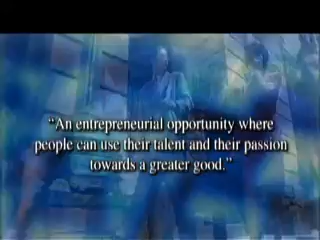 “An entrepreneurial opportunity where
people can use their talent and their passion
towards a greater good.”